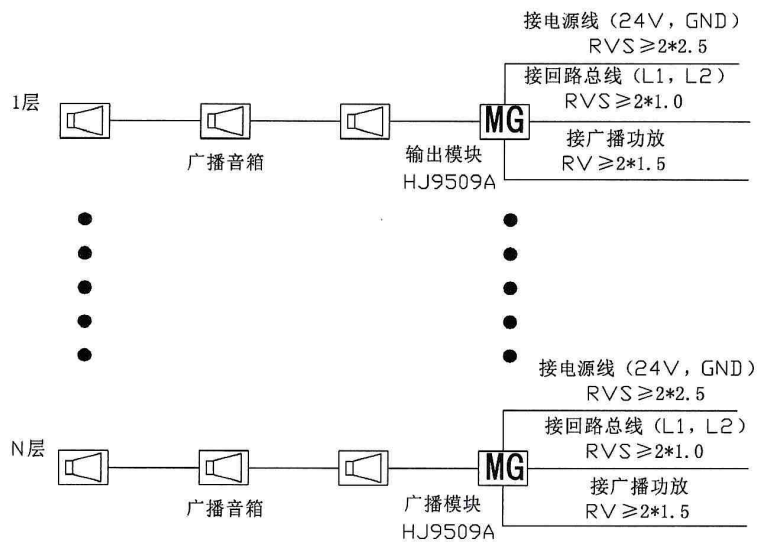 接电源线（24V，GND）
RVS≥2*2.5
接回路总线（L1，L2）
RVS≥2*1.0
1层
MG
接广播功放
RV≥2*1.5
广播音箱
输出模块
HJ9509A
接电源线（24V，GND）
RVS≥2*2.5
接回路总线（L1，L2）
RVS≥2*1.0
N层
MG
接广播功放
RV≥2*1.5
广播音箱
广播模块
HJ9509A